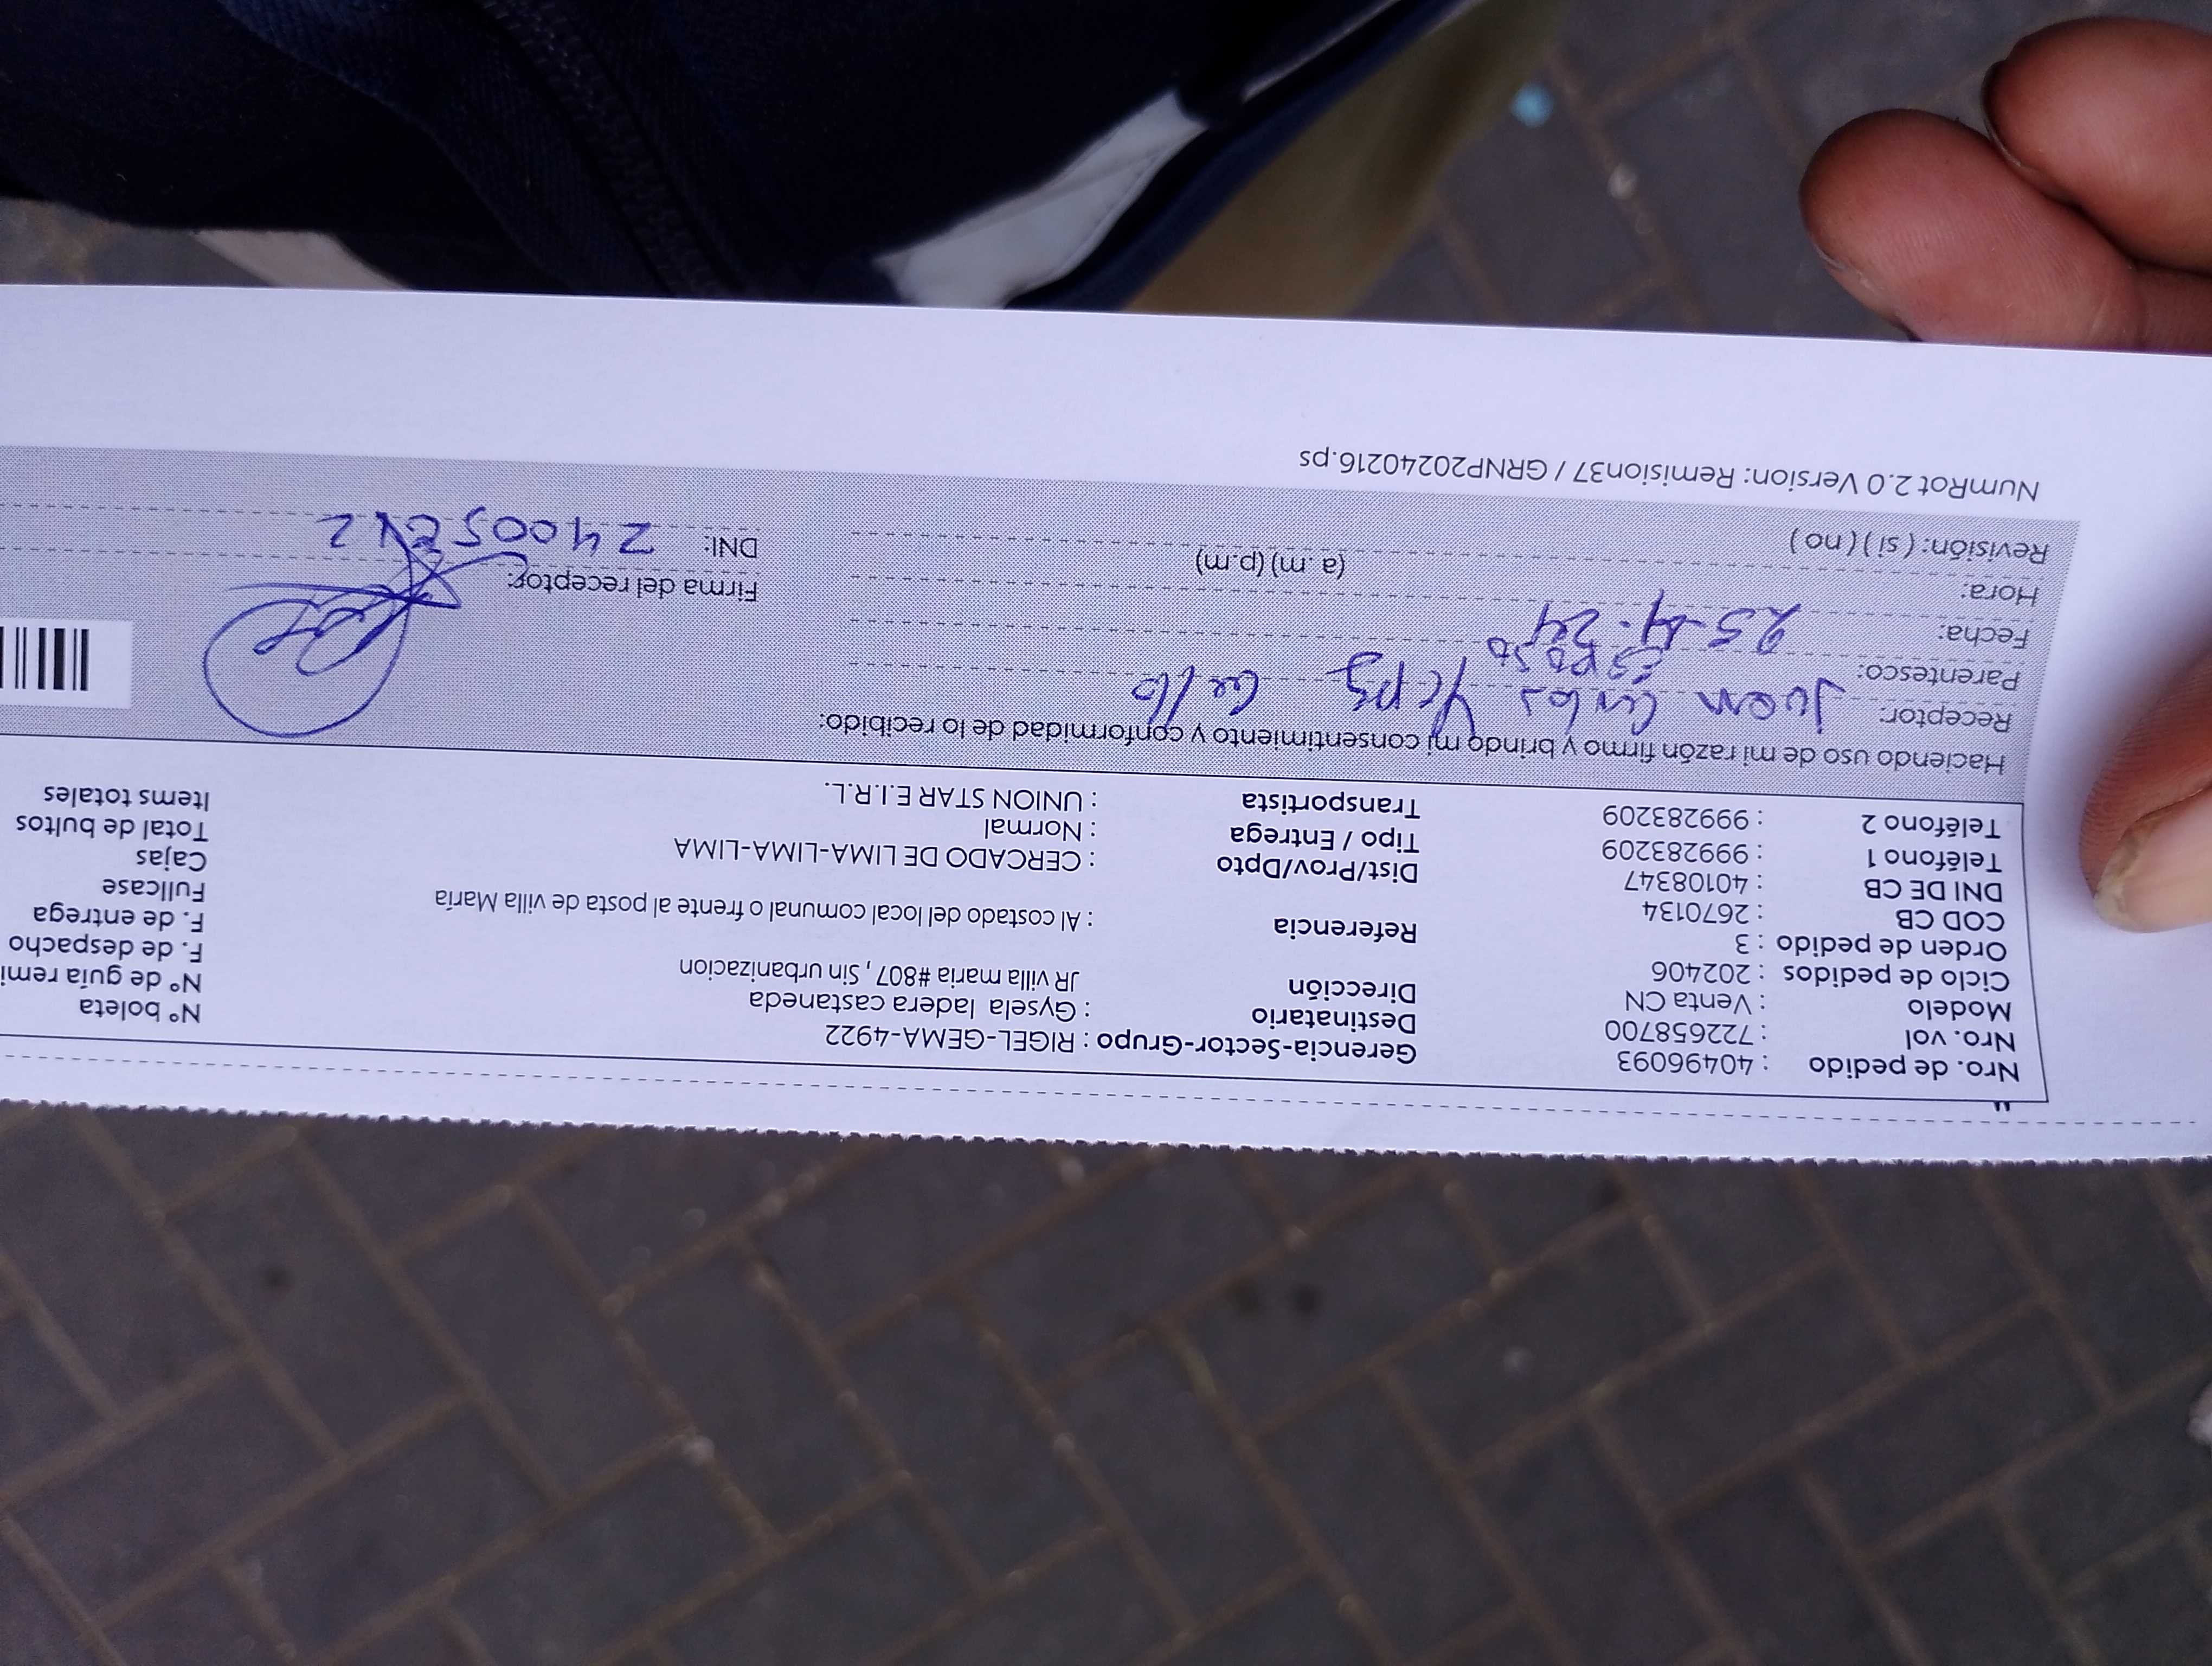 Nro. de pedido : 40496093 Gerencia-Sector-Grupo : RIGEL-GEMA-4922 N° boleta
Nro. vol : 722658700 Destinatario : Gysela ladera castaneda N° de guía remi
Modelo : Venta CN Dirección JR villa maria #807 , Sin urbanizacion F. de despacho
Ciclo de pedidos : 202406 F. de entrega
Orden de pedido : 3 Referencia : Al costado del local comunal o frente al posta de villa María Fullcase
COD CB : 2670134 Cajas
DNI DE CB : 40108347 Dist/Prov/Dpto : CERCADO DE LIMA-LIMA-LIMA Total de bultos
Teléfono 1 : 999283209 Tipo / Entrega : Normal Items totales
Teléfono 2 : 999283209 Transportista : UNION STAR E.I.R.L.
Haciendo uso de mi razón firmo y brindo mi consentimiento y conformidad de lo recibido:
Receptor: Juan Carlos
Parentesco: Esposo
Fecha: 25-4-24 Firma del receptor:
Hora: (a .m) (p.m) DNI:
Revisión: ( si ) ( no )
NumRot 2.0 Version: Remision37 / GRNP20240216.ps